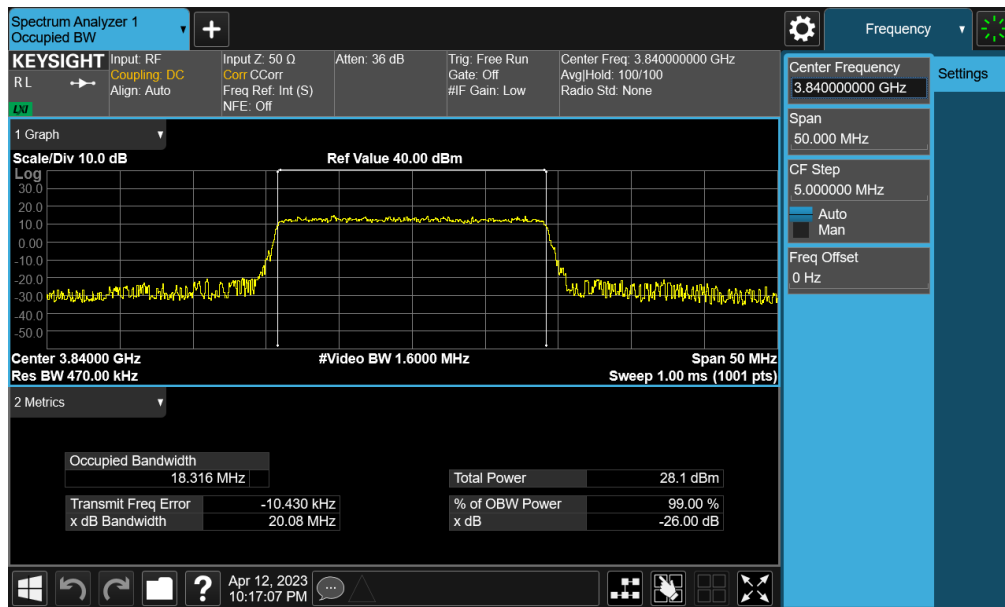 Spectrum Analyzer 1
Occupied BW
Frequency
KEYSIGHT
R L
LXI
Input: RF
Coupling: DC
Align: Auto
Input Z: 50 Ω
Corr CCorr
Freq Ref: Int (S)
NFE: Off
Atten: 36 dB
Trig: Free Run
Gate: Off
#IF Gain: Low
Center Freq: 3.840000000 GHz
Avg|Hold: 100/100
Radio Std: None
Center Frequency
3.840000000 GHz
Settings
Span
50.000 MHz
CF Step
5.000000 MHz
Auto
Man
Freq Offset
0 Hz
1 Graph
Scale/Div 10.0 dB
Ref Value 40.00 dBm
Log
30.0
20.0
10.0
0.00
-10.0
-20.0
-30.0
-40.0
-50.0
Center 3.84000 GHz
#Video BW 1.6000 MHz
Span 50 MHz
Res BW 470.00 kHz
Sweep 1.00 ms (1001 pts)
2 Metrics
Occupied Bandwidth
18.316 MHz
Total Power 28.1 dBm
Transmit Freq Error -10.430 kHz
% of OBW Power 99.00 %
x dB Bandwidth 20.08 MHz
x dB -26.00 dB
Apr 12, 2023
10:17:07 PM